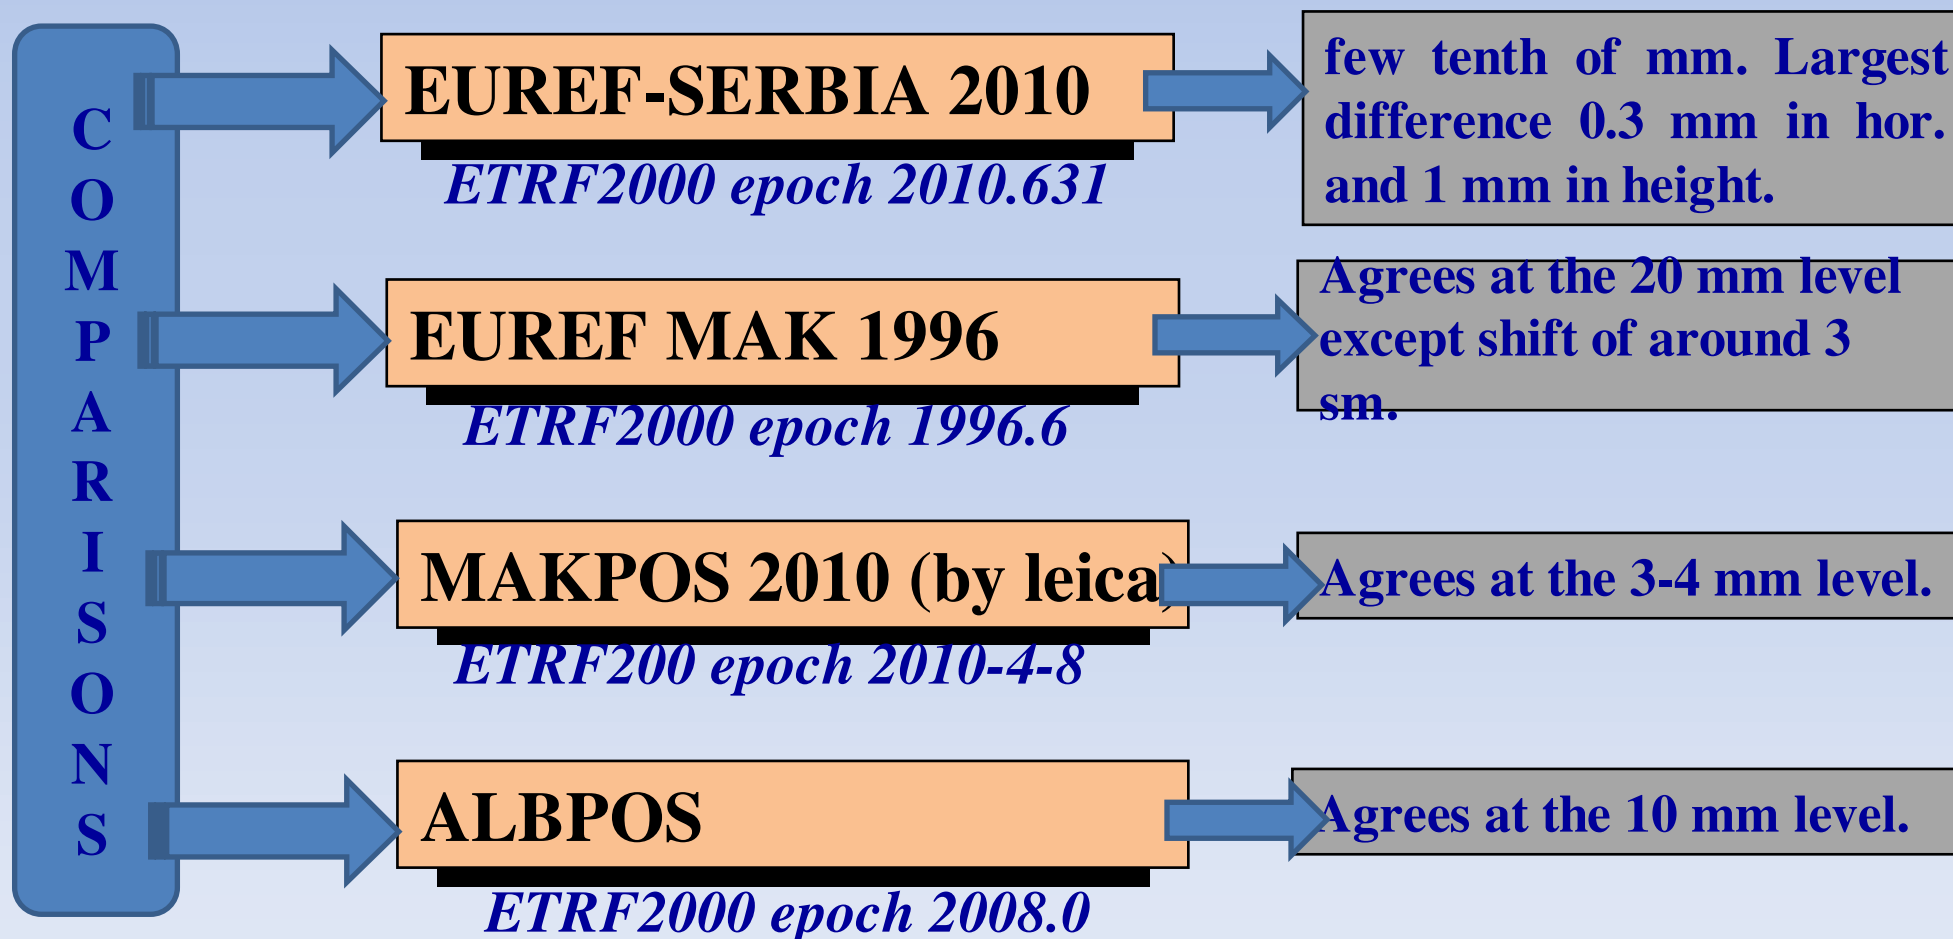 COMPARISONS
EUREF-SERBIA 2010
ETRF2000 epoch 2010.631
few tenth of mm. Largest
difference 0.3 mm in hor.
and 1 mm in height.
EUREF MAK 1996
ETRF2000 epoch 1996.6
Agrees at the 20 mm level
except shift of around 3
sm.
MAKPOS 2010 (by leica)
ETRF200 epoch 2010-4-8
Agrees at the 3-4 mm level.
ALBPOS
ETRF2000 epoch 2008.0
Agrees at the 10 mm level.